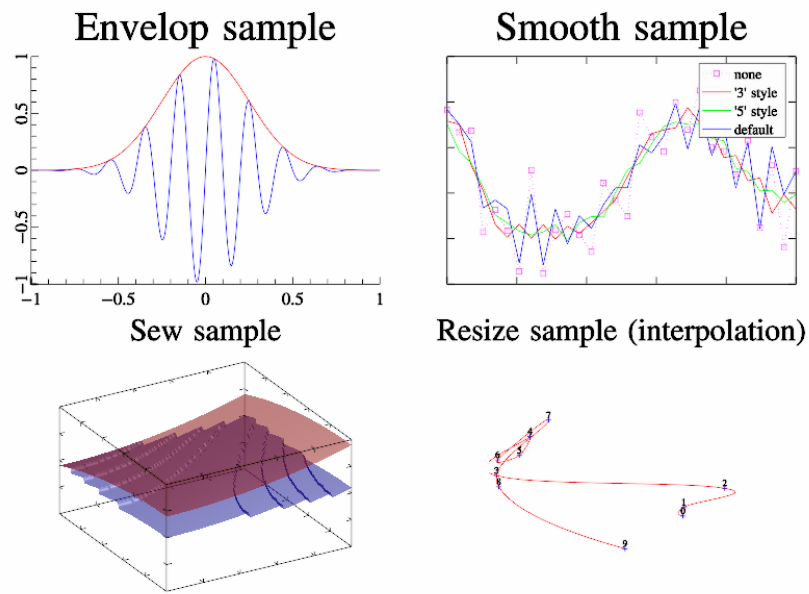 Envelop sample
Smooth sample
1
0.5
0
−0.5
−1
−1
−0.5
0
0.5
1
none
'3' style
'5' style
default
Sew sample
Resize sample (interpolation)
7
4
5
6
3
8
2
1
0
9